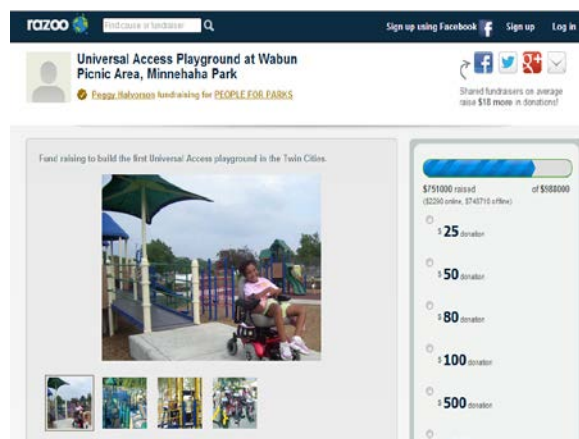 razoo
Find cause or fundraiser
Sign up using Facebook
Sign up
Log in
Universal Access Playground at Wabun
Picnic Area, Minnehaha Park
Peggy Halvorson fundraising for PEOPLE FOR PARKS
Shared fundraisers on average
raise $18 more in donations!
Fund raising to build the first Universal Access playground in the Twin Cities.
$751000 raised
of $988000
($2290 online, $748710 offline)
$25 donation
$50 donation
$80 donation
$100 donation
$500 donation